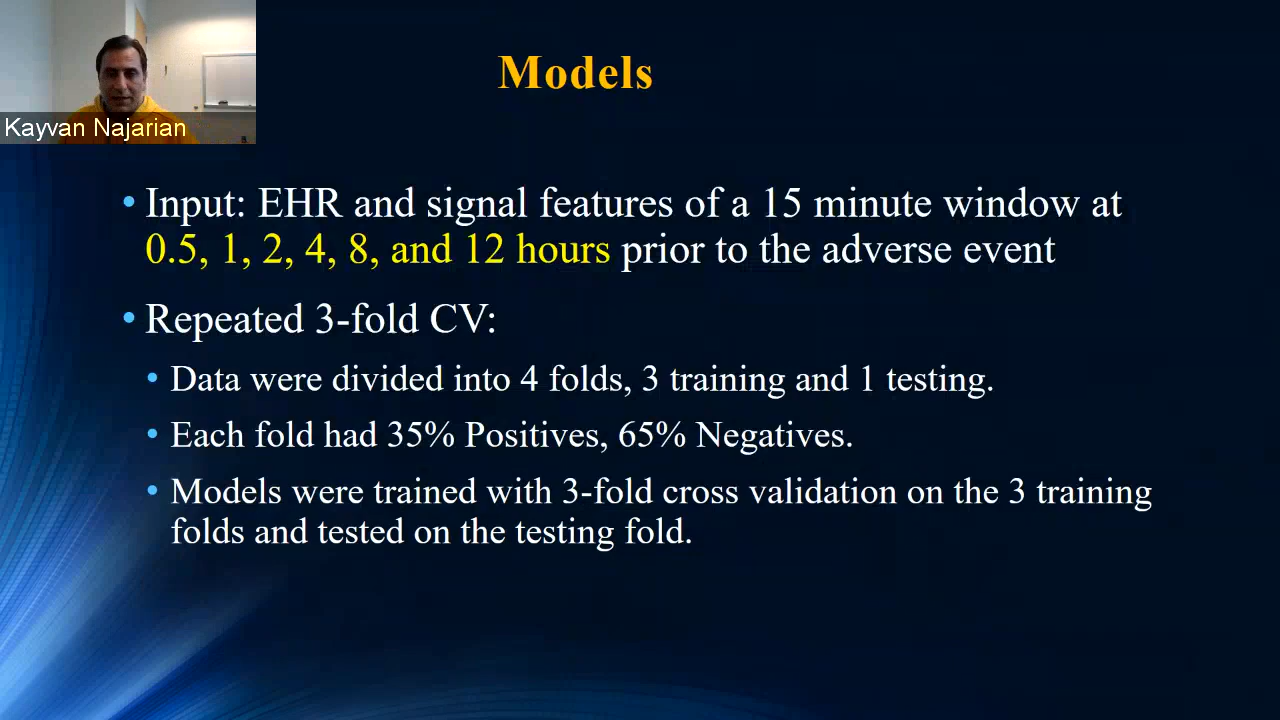 Models
Kayvan Najarian
• Input: EHR and signal features of a 15 minute window at
0.5, 1, 2, 4, 8, and 12 hours prior to the adverse event
• Repeated 3-fold CV:
• Data were divided into 4 folds, 3 training and 1 testing.
• Each fold had 35% Positives, 65% Negatives.
• Models were trained with 3-fold cross validation on the 3 training
folds and tested on the testing fold.